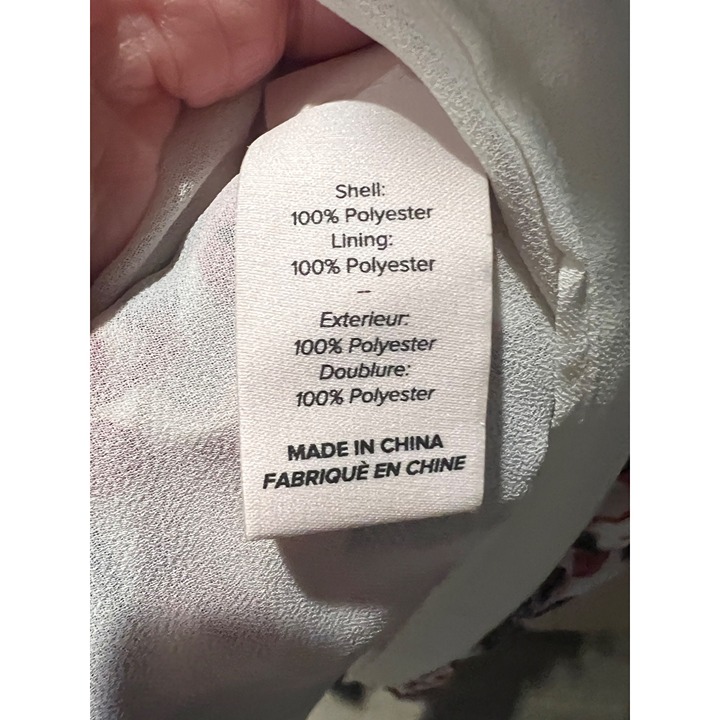 Shell:
100% Polyester
Lining:
100% Polyester
–
Exterieur:
100% Polyester
Doublure:
100% Polyester
MADE IN CHINA
FABRIQUÈ EN CHINE